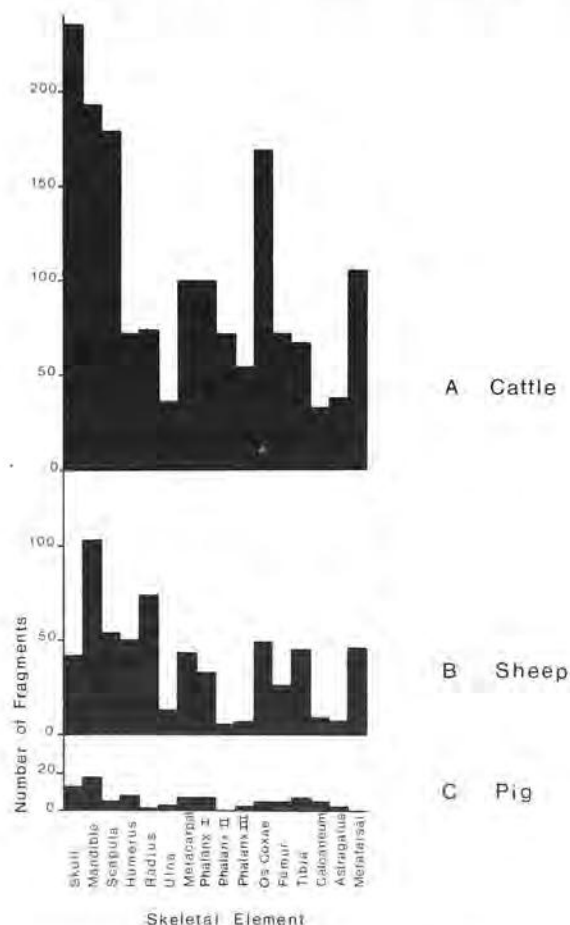 200
150
100
50
0
A Cattle
100
50
0
B Sheep
20
0
C Pig
Number of Fragments
Skull
Mandible
Scapula
Humerus
Radius
Ulna
Metacarpal
Phalanx I
Phalanx II
Phalanx III
Os Coxae
Fumur
Tibia
Calcaneum
Astragalus
Metatarsal
Skeletal Element